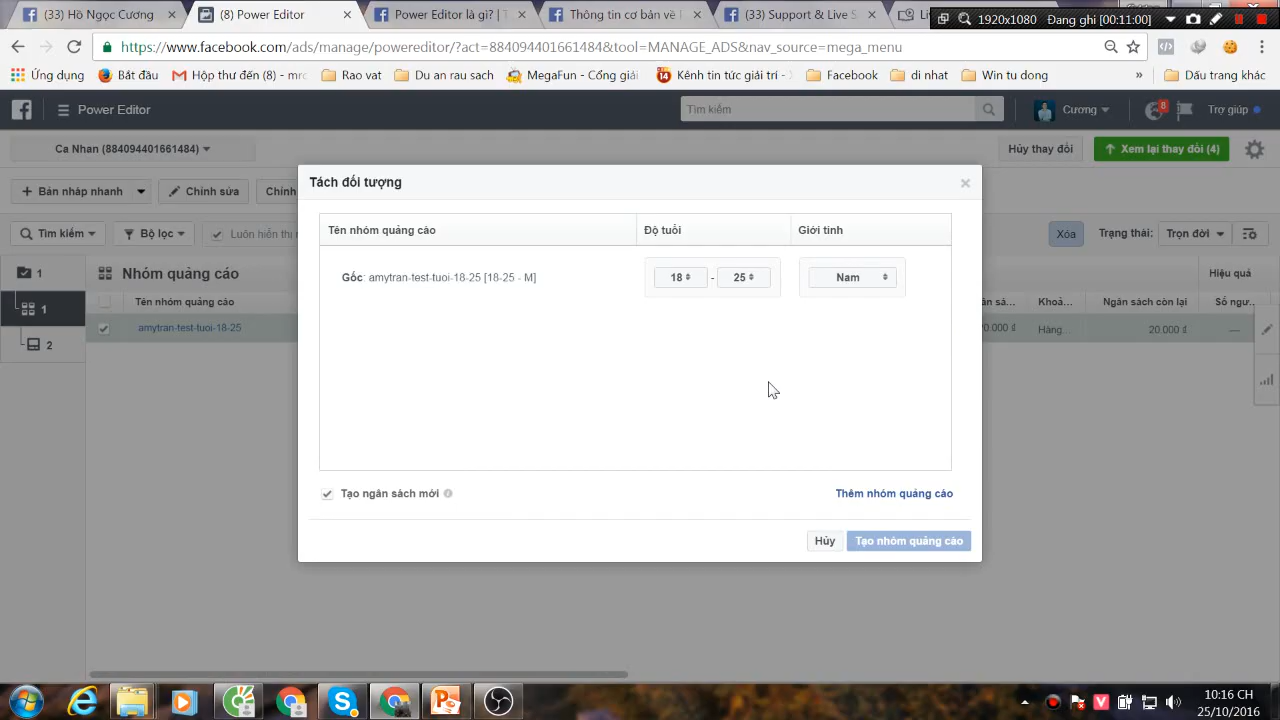 (33) Hồ Ngọc Cương
(8) Power Editor
Power Editor là gì?
Thông tin cơ bản về
(33) Support & Live S
1920x1080
Đang ghi [00:11:00]
https://www.facebook.com/ads/manage/powereditor/?act=884094401661484&tool=MANAGE_ADS&nav_source=mega_menu
Ứng dụng
Bắt đầu
Hộp thư đến (8) - mrc
Rao vat
Du an rau sach
MegaFun - Cổng giải
Kênh tin tức giải trí -
Facebook
di nhat
Win tu dong
»
Dấu trang khác
Power Editor
Tìm kiếm
Cương
8
Trợ giúp
Ca Nhan (884094401661484)
Hủy thay đổi
Xem lại thay đổi (4)
+ Bản nháp nhanh
Chỉnh sửa
Chỉnh
Tìm kiếm
Bộ lọc
Luôn hiển thị
Xóa
Trạng thái:
Trọn đời
1
Nhóm quảng cáo
Hiệu quả
1
Tên nhóm quảng cáo
Khoả...
Ngân sách còn lại
Số ngư...
amytran-test-tuoi-18-25
Hàng...
20.000 ₫
—
2
Tách đối tượng
Tên nhóm quảng cáo
Độ tuổi
Giới tính
Gốc: amytran-test-tuoi-18-25 [18-25 - M]
18
-
25
Nam
Tạo ngân sách mới
Thêm nhóm quảng cáo
Hủy
Tạo nhóm quảng cáo
10:16 CH
25/10/2016